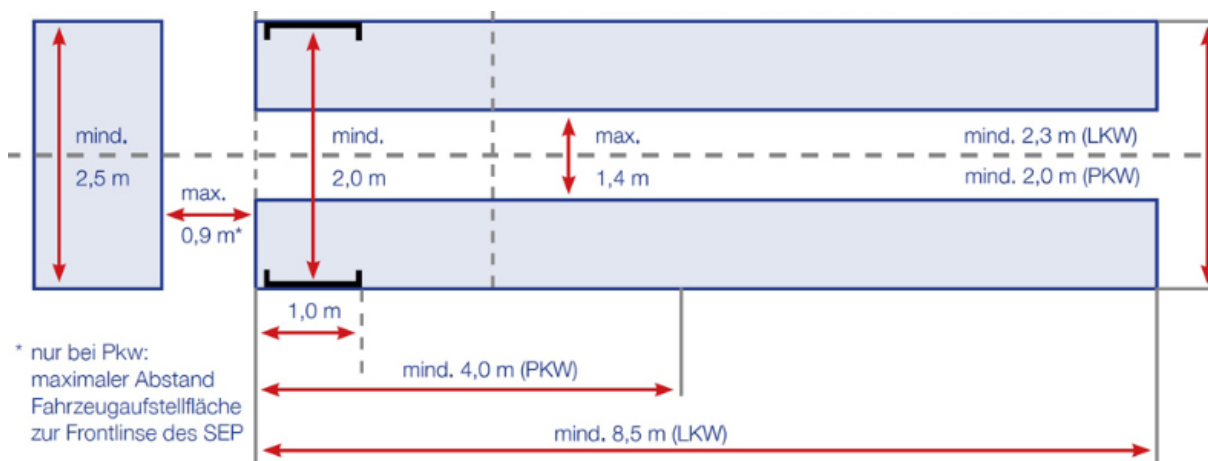 mind.
2,5 m
max.
0,9 m*
mind.
2,0 m
max.
1,4 m
mind. 2,3 m (LKW)
mind. 2,0 m (PKW)
1,0 m
mind. 4,0 m (PKW)
mind. 8,5 m (LKW)
* nur bei Pkw:
maximaler Abstand
Fahrzeugaufstellfläche
zur Frontlinse des SEP